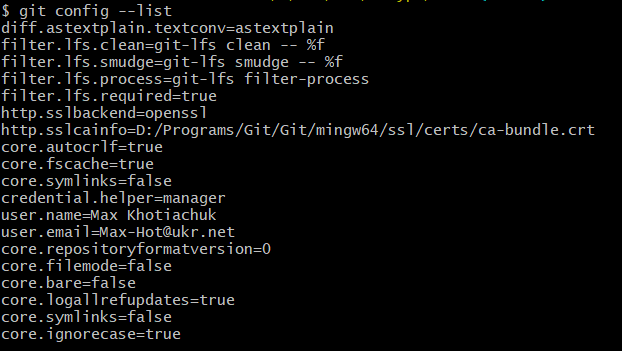 $ git config --list
diff.astextplain.textconv=astextplain
filter.lfs.clean=git-lfs clean -- %f
filter.lfs.smudge=git-lfs smudge -- %f
filter.lfs.process=git-lfs filter-process
filter.lfs.required=true
http.sslbackend=openssl
http.sslcainfo=D:/Programs/Git/Git/mingw64/ssl/certs/ca-bundle.crt
core.autocrlf=true
core.fscache=true
core.symlinks=false
credential.helper=manager
user.name=Max Khotiachuk
user.email=Max-Hot@ukr.net
core.repositoryformatversion=0
core.filemode=false
core.bare=false
core.logallrefupdates=true
core.symlinks=false
core.ignorecase=true